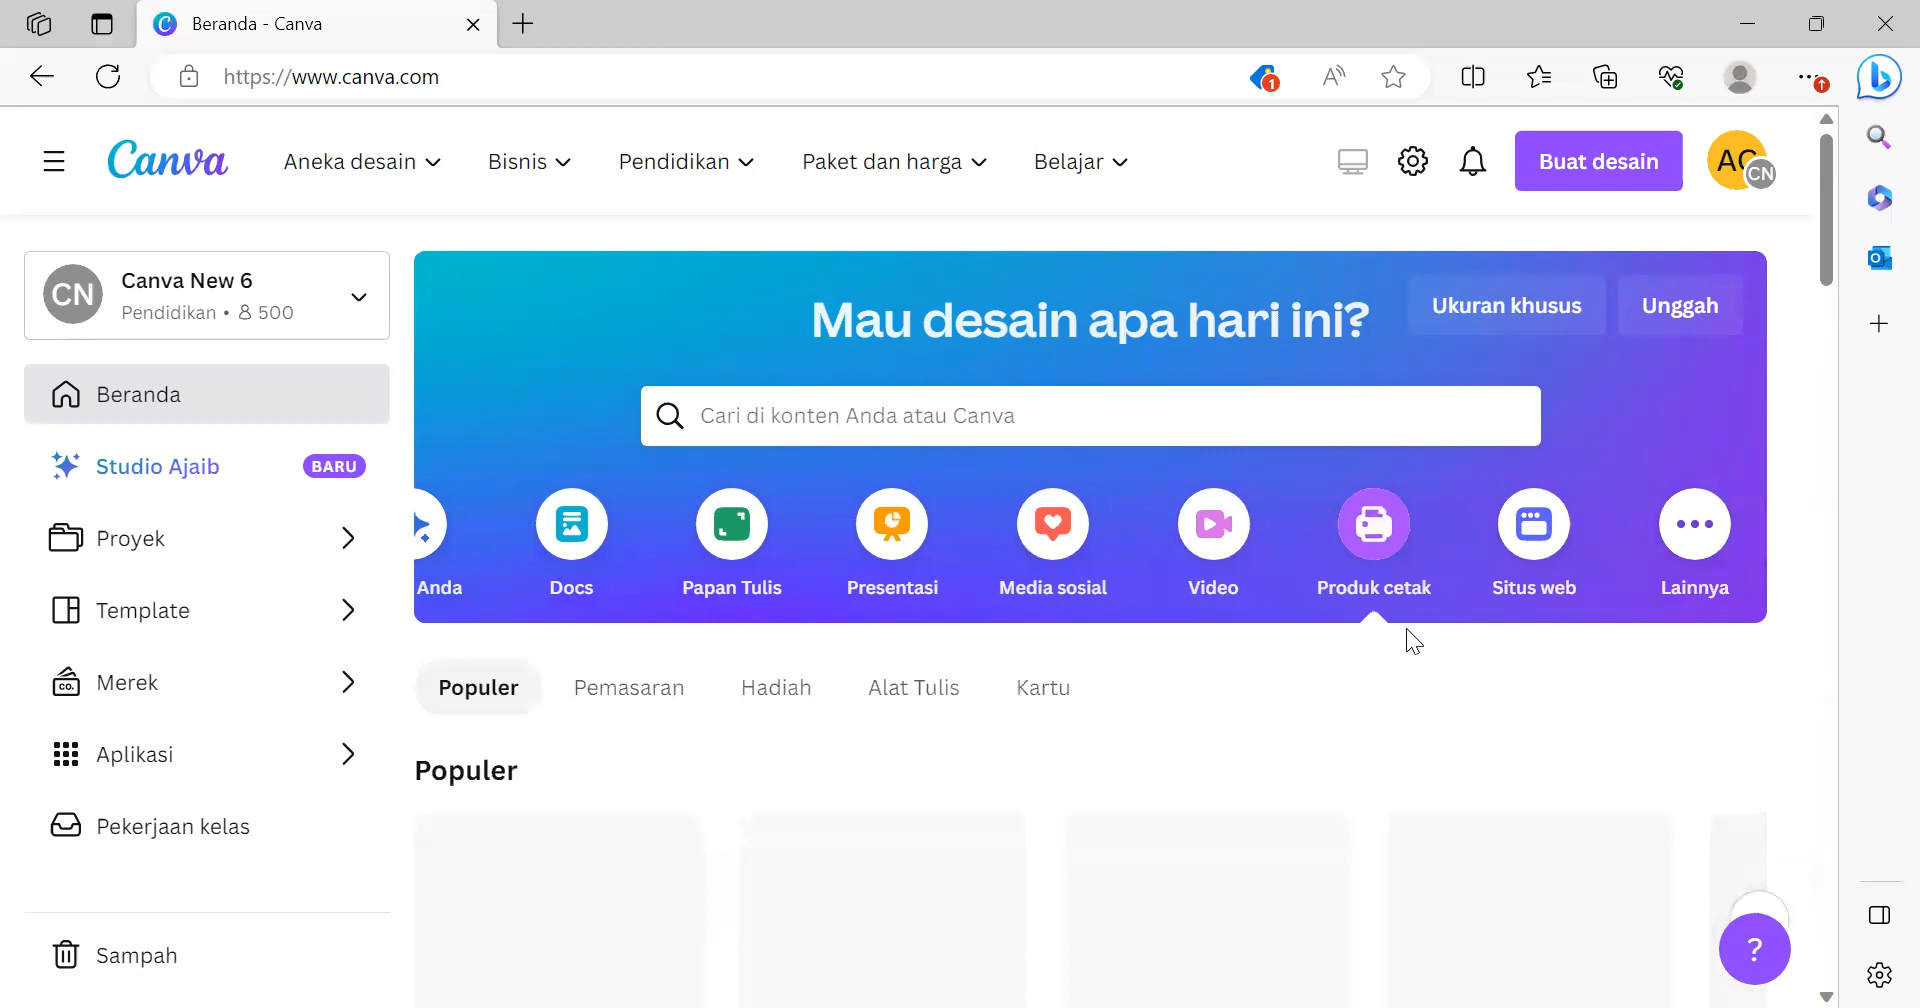 Beranda - Canva
https://www.canva.com
1
Canva
Aneka desain
Bisnis
Pendidikan
Paket dan harga
Belajar
Buat desain
AC
CN
CN
Canva New 6
Pendidikan • 500
Beranda
Studio Ajaib
BARU
Proyek
Template
CO.
Merek
Aplikasi
Pekerjaan kelas
Sampah
Mau desain apa hari ini?
Ukuran khusus
Unggah
Cari di konten Anda atau Canva
Anda
Docs
Papan Tulis
Presentasi
Media sosial
Video
Produk cetak
Situs web
Lainnya
Populer
Pemasaran
Hadiah
Alat Tulis
Kartu
Populer
?